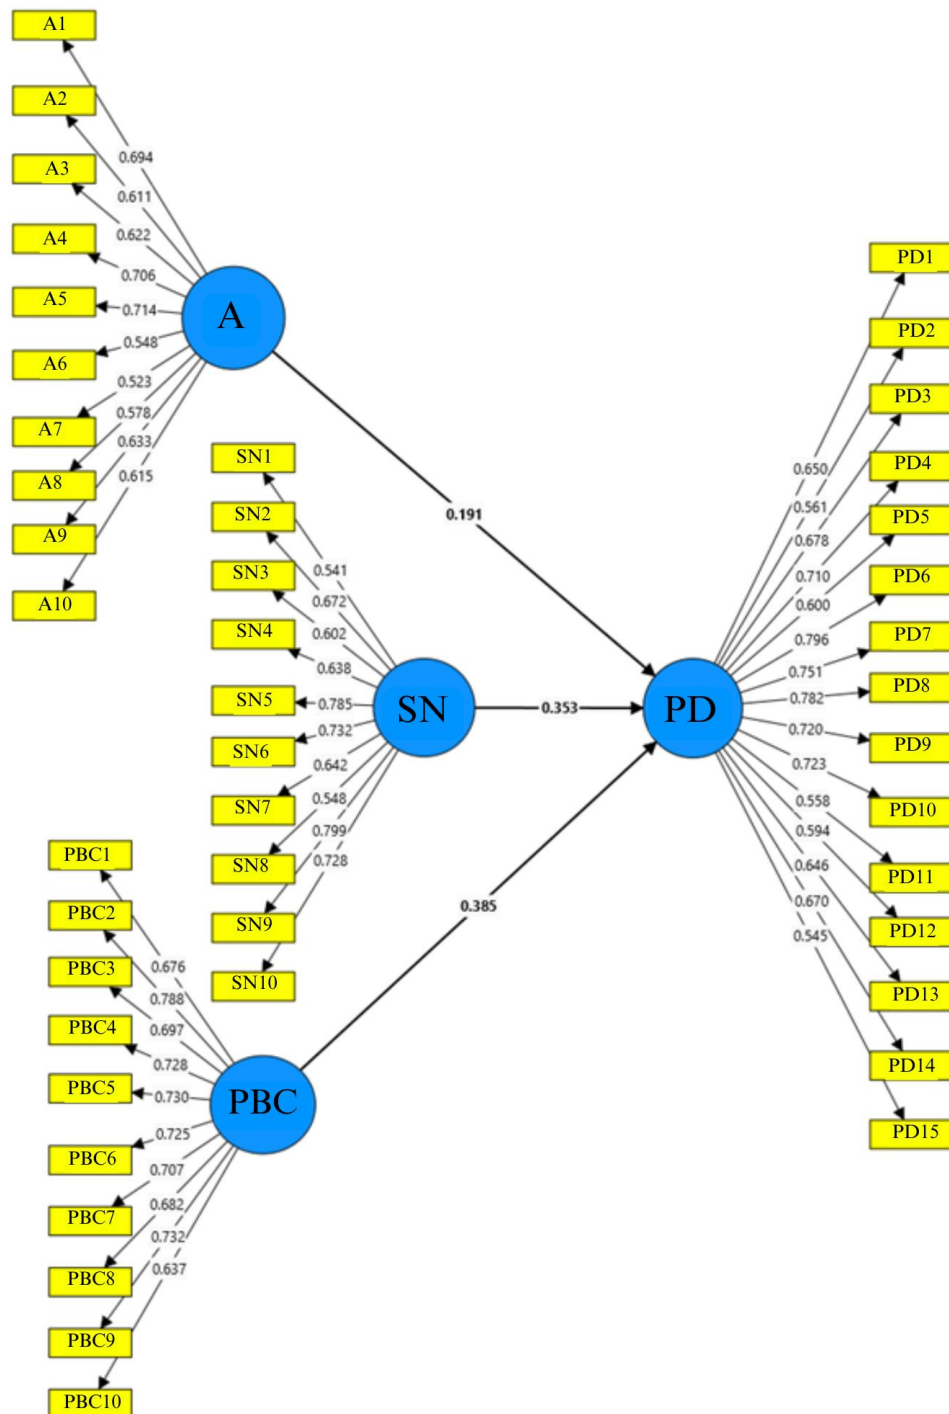 A1
A2
A3
A4
A5
A6
A7
A8
A9
A10
0.694
0.611
0.622
0.706
0.714
0.548
0.523
0.578
0.633
0.615
A
0.191
SN1
SN2
SN3
SN4
SN5
SN6
SN7
SN8
SN9
SN10
0.541
0.672
0.602
0.638
0.785
0.732
0.642
0.548
0.799
0.728
SN
0.353
PBC1
PBC2
PBC3
PBC4
PBC5
PBC6
PBC7
PBC8
PBC9
PBC10
0.676
0.788
0.697
0.728
0.730
0.725
0.707
0.682
0.732
0.637
PBC
0.385
PD
0.650
0.561
0.678
0.710
0.600
0.796
0.751
0.782
0.720
0.723
0.558
0.594
0.646
0.670
0.545
PD1
PD2
PD3
PD4
PD5
PD6
PD7
PD8
PD9
PD10
PD11
PD12
PD13
PD14
PD15